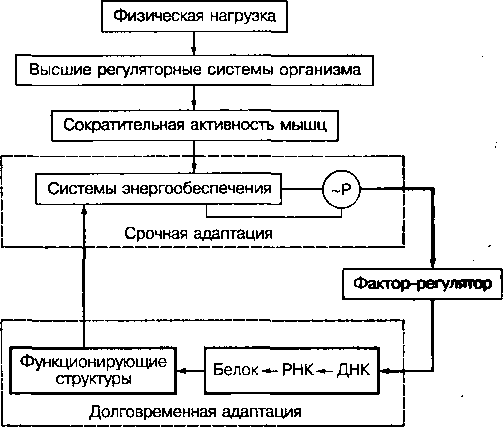 Физическая нагрузка
Высшие регуляторные системы организма
Сократительная активность мышц
Системы энергообеспечения
~P
Срочная адаптация
Фактор-регулятор
Функционирующие
структуры
Белок ← РНК ← ДНК
Долговременная адаптация